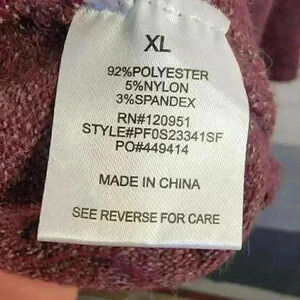 XL
92%POLYESTER
5%NYLON
3%SPANDEX
RN#120951
STYLE#PF0S23341SF
PO#449414
MADE IN CHINA
SEE REVERSE FOR CARE